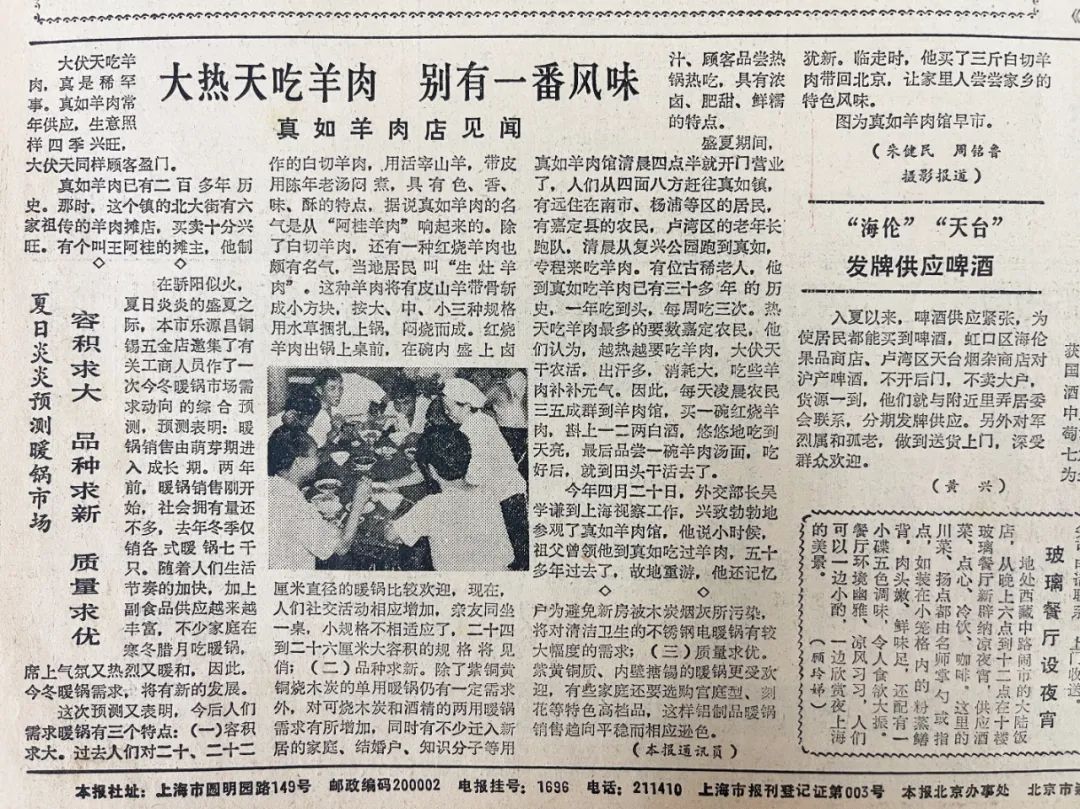 大热天吃羊肉　别有一番风味
真如羊肉店见闻
大伏天吃羊
肉，真是稀罕
事。真如羊肉常
年供应，生意照
样四季兴旺，
大伏天同样顾客盈门。
真如羊肉已有二百多年历
史。那时，这个镇的北大街有六
家祖传的羊肉摊店，买卖十分兴
旺。有个叫王阿桂的摊主，他制
作的白切羊肉，用活宰山羊，带皮
用陈年老汤闷煮，具有色、香、
味、酥的特点，据说真如羊肉的名
气是从“阿桂羊肉”响起来的。除
了白切羊肉，还有一种红烧羊肉也
颇有名气，当地居民叫“生灶羊
肉”。这种羊肉将有皮山羊带骨斩
成小方块，按大、中、小三种规格
用水草捆扎上锅，闷烧而成。红烧
羊肉出锅上桌前，在碗内盛上卤
汁、顾客品尝热
锅热吃，具有浓
卤、肥甜、鲜糯
的特点。
盛夏期间，
真如羊肉馆清晨四点半就开门营业
了，人们从四面八方赶往真如镇，
有远住在南市、杨浦等区的居民，
有嘉定县的农民，卢湾区的老年长
跑队，清晨从复兴公园跑到真如，
专程来吃羊肉。有位古稀老人，他
到真如吃羊肉已有三十多年的历
史，一年吃到头，每周吃三次。热
天吃羊肉最多的要数嘉定农民，他
们认为，越热越要吃羊肉，大伏天
干农活，出汗多，消耗大，吃些羊
肉补补元气。因此，每天凌晨农民
三五成群到羊肉馆，买一碗红烧羊
肉，斟上一二两白酒，悠悠地吃到
天亮，最后品尝一碗羊肉汤面，吃
好后，就到田头干活去了。
今年四月二十日，外交部长吴
学谦到上海视察工作，兴致勃勃地
参观了真如羊肉馆，他说小时候，
祖父曾领他到真如吃过羊肉，五十
多年过去了，故地重游，他还记忆
犹新。临走时，他买了三斤白切羊
肉带回北京，让家里人尝尝家乡的
特色风味。
图为真如羊肉馆早市。
（朱健民　周铭鲁
摄影报道）
夏日炎炎预测暖锅市场
容积求大　品种求新　质量求优
在骄阳似火，
夏日炎炎的盛夏之
际，本市乐源昌铜
锡五金店邀集了有
关工商人员作了一
次今冬暖锅市场需
求动向的综合预
测，预测表明：暖
锅销售由萌芽期进
入成长期。两年
前，暖锅销售刚开
始，社会拥有量还
不多，去年冬季仅
销各式暖锅七千
只。随着人们生活
节奏的加快，加上
副食品供应越来越
丰富，不少家庭在
寒冬腊月吃暖锅，
席上气氛又热烈又暖和，因此，
今冬暖锅需求，将有新的发展。
这次预测又表明，今后人们
需求暖锅有三个特点：（一）容积
求大。过去人们对二十、二十二
厘米直径的暖锅比较欢迎，现在，
人们社交活动相应增加，亲友同坐
一桌，小规格不相适应了，二十四
到二十六厘米大容积的规格将见
俏；（二）品种求新。除了紫铜黄
铜烧木炭的单用暖锅仍有一定需求
外，对可烧木炭和酒精的两用暖锅
需求有所增加，同时有不少迁入新
居的家庭、结婚户、知识分子等用
户为避免新房被木炭烟灰所污染，
将对清洁卫生的不锈钢电暖锅有较
大幅度的需求；（三）质量求优。
紫黄铜质、内壁搪锡的暖锅更受欢
迎，有些家庭还要选购宫庭型、刻
花等特色高档品，这样铝制品暖锅
销售趋向平稳而相应逊色。
（本报通讯员）
“海伦”　“天台”
发牌供应啤酒
入夏以来，啤酒供应紧张，为
使居民都能买到啤酒，虹口区海伦
果品商店、卢湾区天台烟杂商店对
沪产啤酒，不开后门，不卖大户，
货源一到，他们就与附近里弄居委
会联系，分期发牌供应。另外对军
烈属和孤老，做到送货上门，深受
群众欢迎。
（黄　兴）
玻璃餐厅设夜宵
地处西藏中路闹市的大陆饭
店，从晚上六点到十二点在十楼
玻璃餐厅新辟纳凉夜宵，供应酒
菜、点心、冷饮、咖啡。这里的
川菜、扬点都由名师掌勺或指
点，如装在小笼格内的粉蒸鳝
背，肉头嫩，鲜味足，还配有一
小碟五色调味，令人食欲大振。
餐厅环境幽雅，凉风习习，人们
可以一边小酌，一边欣赏夜上海
的美景。　（顾玲娣）
本报社址：上海市圆明园路149号　邮政编码200002　电报挂号：1696　电话：211410　上海市报刊登记证第003号　本报北京办事处　北京市